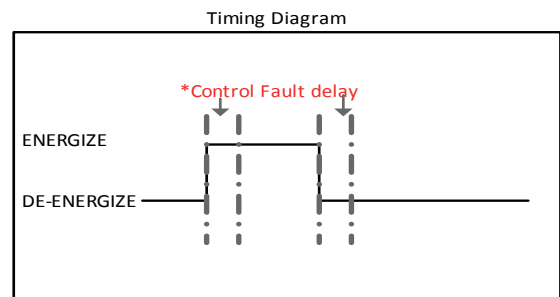 Timing Diagram
*Control Fault delay
ENERGIZE
DE-ENERGIZE